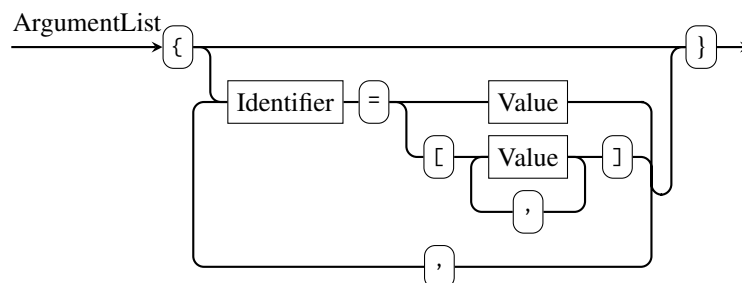 ArgumentList
{ }
Identifier = Value
[ Value ]
,
,